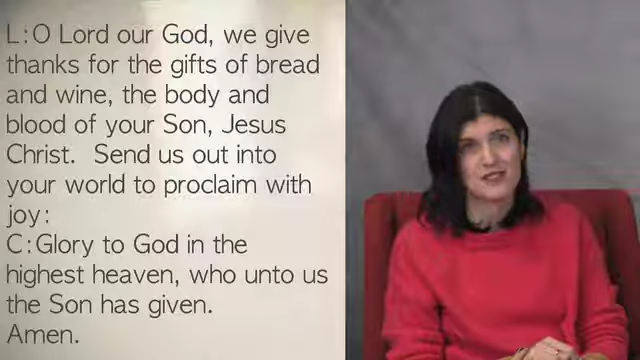 L:O Lord our God, we give
thanks for the gifts of bread
and wine, the body and
blood of your Son, Jesus
Christ.  Send us out into
your world to proclaim with
joy:
C:Glory to God in the
highest heaven, who unto us
the Son has given.
Amen.